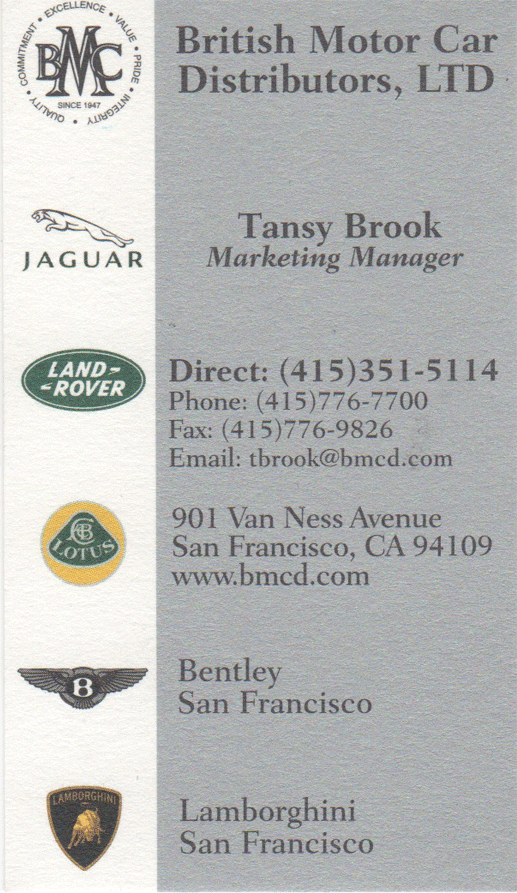 COMMITMENT • EXCELLENCE • VALUE • PRIDE • INTEGRITY • QUALITY •
BMC
SINCE 1947
British Motor Car
Distributors, LTD
JAGUAR
Tansy Brook
Marketing Manager
LAND-
-ROVER
Direct: (415)351-5114
Phone: (415)776-7700
Fax: (415)776-9826
Email: tbrook@bmcd.com
LOTUS
901 Van Ness Avenue
San Francisco, CA 94109
www.bmcd.com
B
Bentley
San Francisco
LAMBORGHINI
Lamborghini
San Francisco